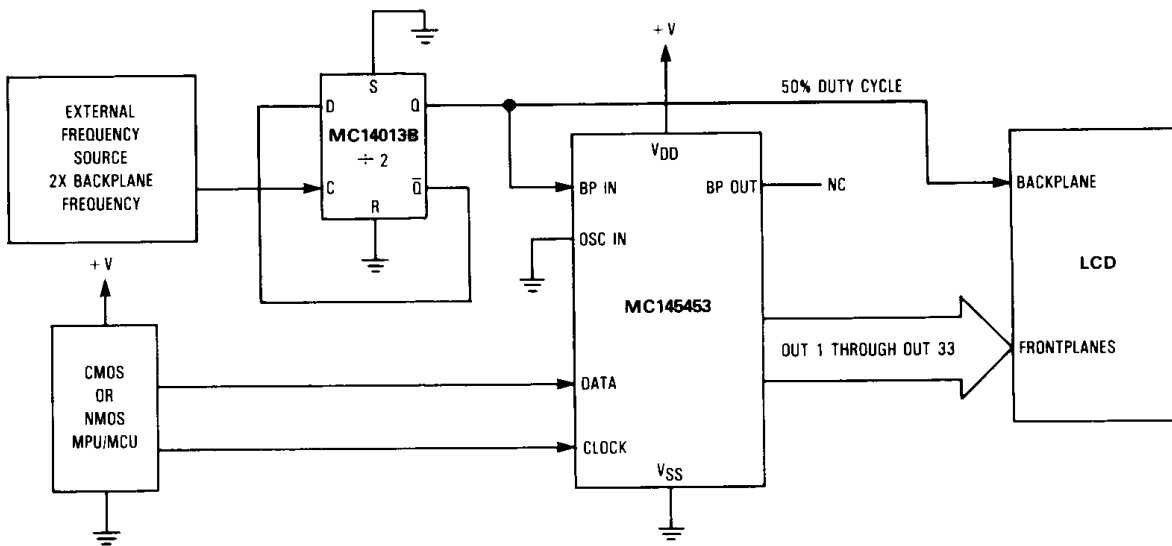 EXTERNAL
FREQUENCY
SOURCE
2X BACKPLANE
FREQUENCY
S
D
Q
MC14013B
÷ 2
C
Q̅
R
+ V
50% DUTY CYCLE
VDD
BP IN
BP OUT
NC
OSC IN
MC145453
OUT 1 THROUGH OUT 33
DATA
CLOCK
VSS
BACKPLANE
LCD
FRONTPLANES
+ V
CMOS
OR
NMOS
MPU/MCU